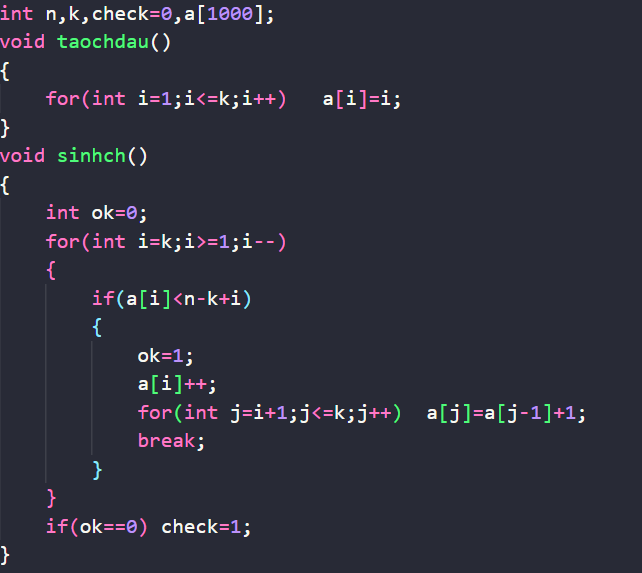 int n,k,check=0,a[1000];
void taochdau()
{
    for(int i=1;i<=k;i++)   a[i]=i;
}
void sinhch()
{
    int ok=0;
    for(int i=k;i>=1;i--)
    {
        if(a[i]<n-k+i)
        {
            ok=1;
            a[i]++;
            for(int j=i+1;j<=k;j++)  a[j]=a[j-1]+1;
            break;
        }
    }
    if(ok==0) check=1;
}